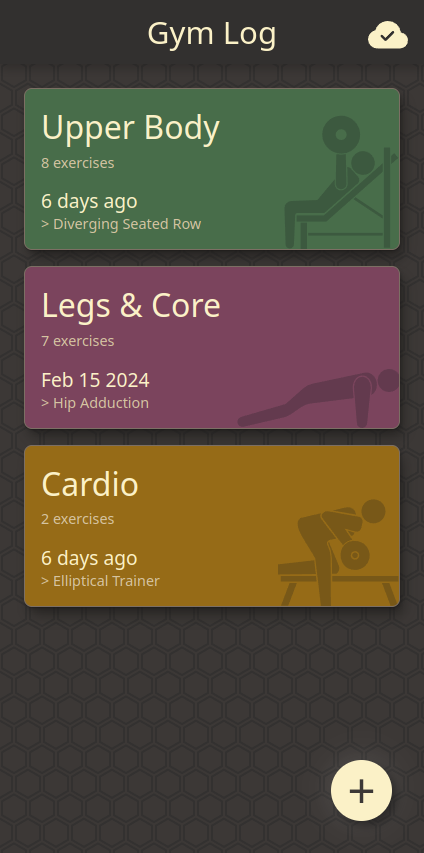 Gym Log
Upper Body
8 exercises
6 days ago
> Diverging Seated Row
Legs & Core
7 exercises
Feb 15 2024
> Hip Adduction
Cardio
2 exercises
6 days ago
> Elliptical Trainer
+